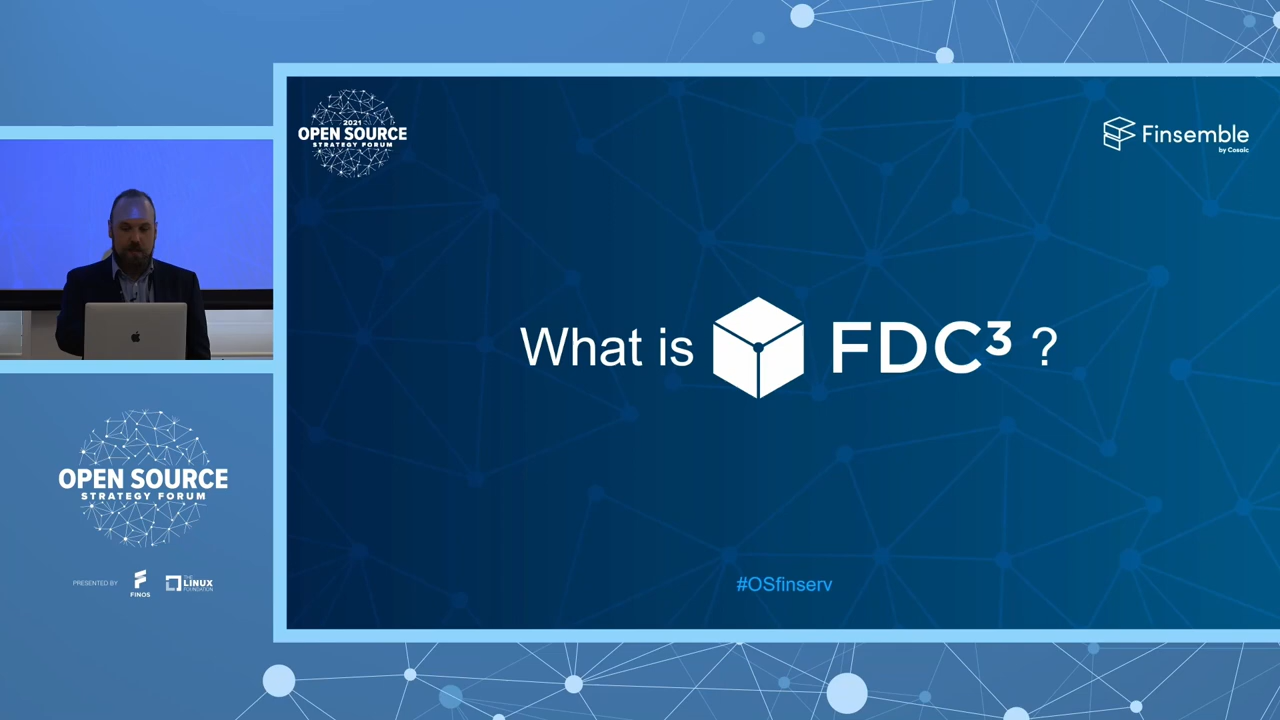 2021
OPEN SOURCE
STRATEGY FORUM
Finsemble
by Cosaic
What is FDC³ ?
#OSfinserv
OPEN SOURCE
STRATEGY FORUM
PRESENTED BY
FINOS
THE
LINUX
FOUNDATION